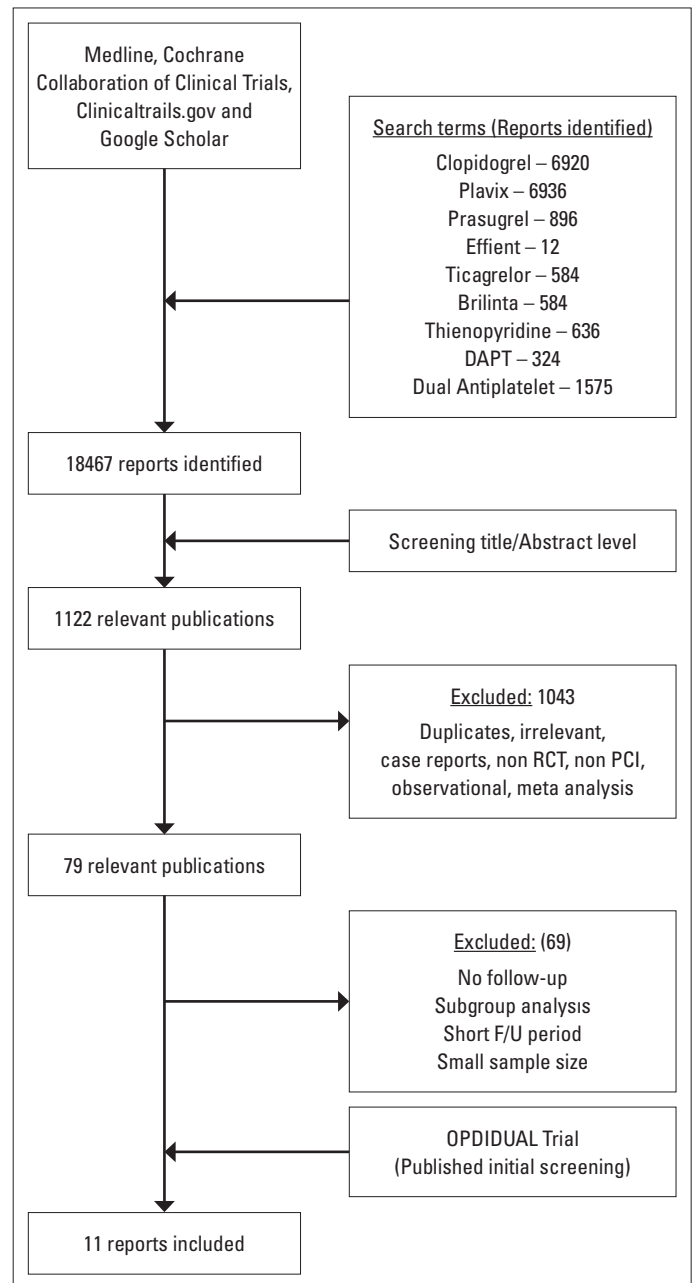 Medline, Cochrane
Collaboration of Clinical Trials,
Clinicaltrails.gov and
Google Scholar
Search terms (Reports identified)
Clopidogrel – 6920
Plavix – 6936
Prasugrel – 896
Effient – 12
Ticagrelor – 584
Brilinta – 584
Thienopyridine – 636
DAPT – 324
Dual Antiplatelet – 1575
18467 reports identified
Screening title/Abstract level
1122 relevant publications
Excluded: 1043
Duplicates, irrelevant,
case reports, non RCT, non PCI,
observational, meta analysis
79 relevant publications
Excluded: (69)
No follow-up
Subgroup analysis
Short F/U period
Small sample size
OPDIDUAL Trial
(Published initial screening)
11 reports included